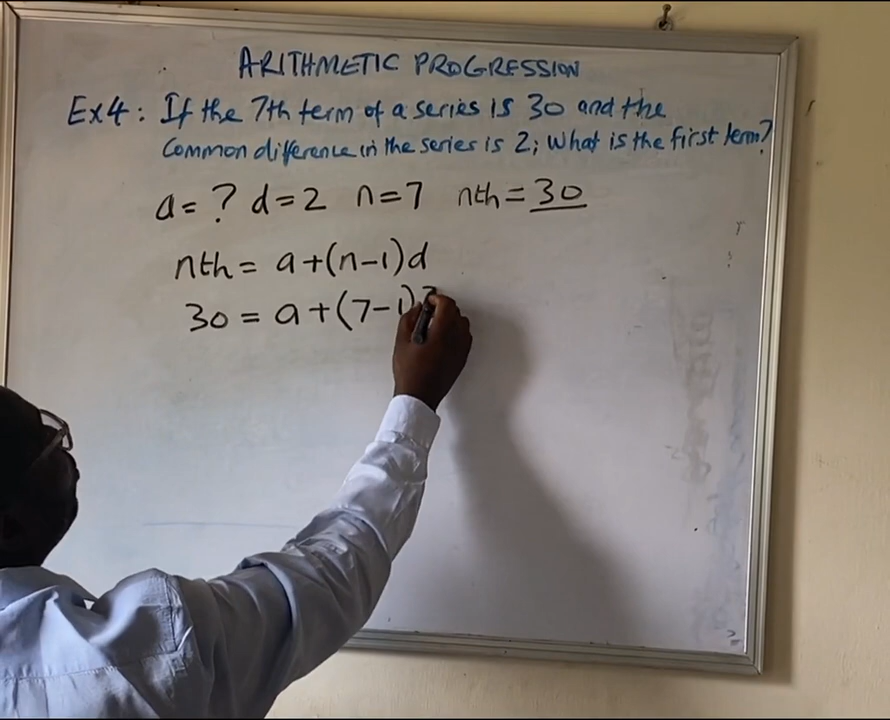 ARITHMETIC PROGRESSION
Ex4: If the 7th term of a series is 30 and the
common difference in the series is 2; What is the first term?
a = ? d = 2 n = 7 nth = 30
nth = a + (n-1)d
30 = a + (7-1)2